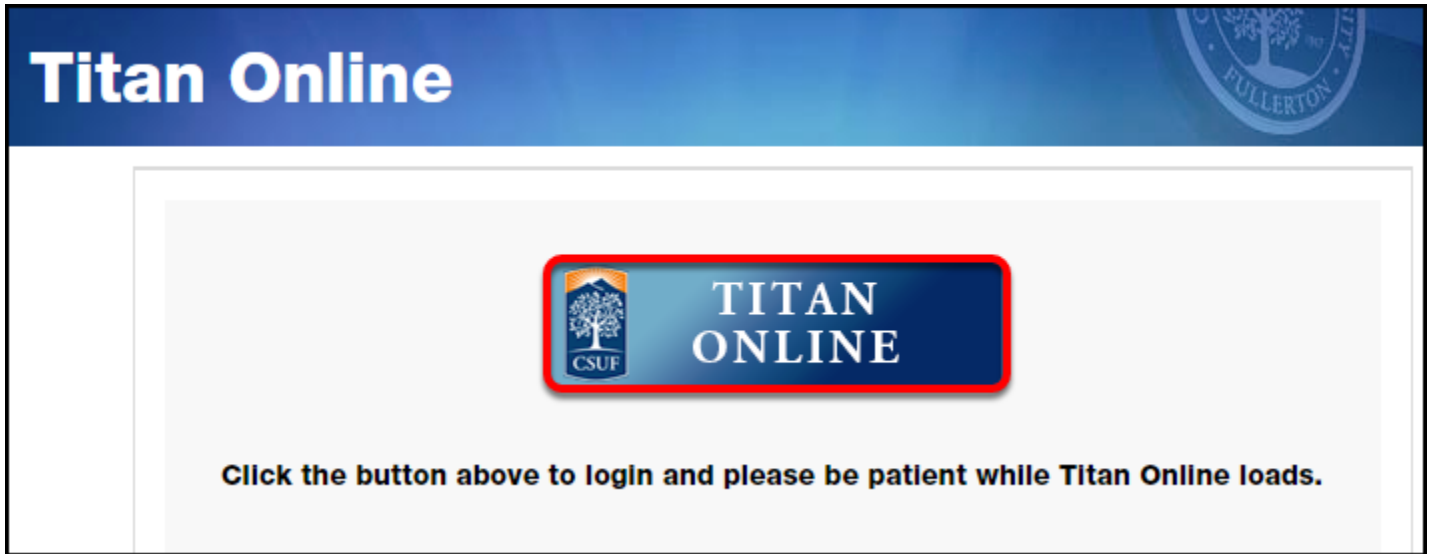 Titan Online
FULLERTON
TITAN
ONLINE
CSUF
Click the button above to login and please be patient while Titan Online loads.